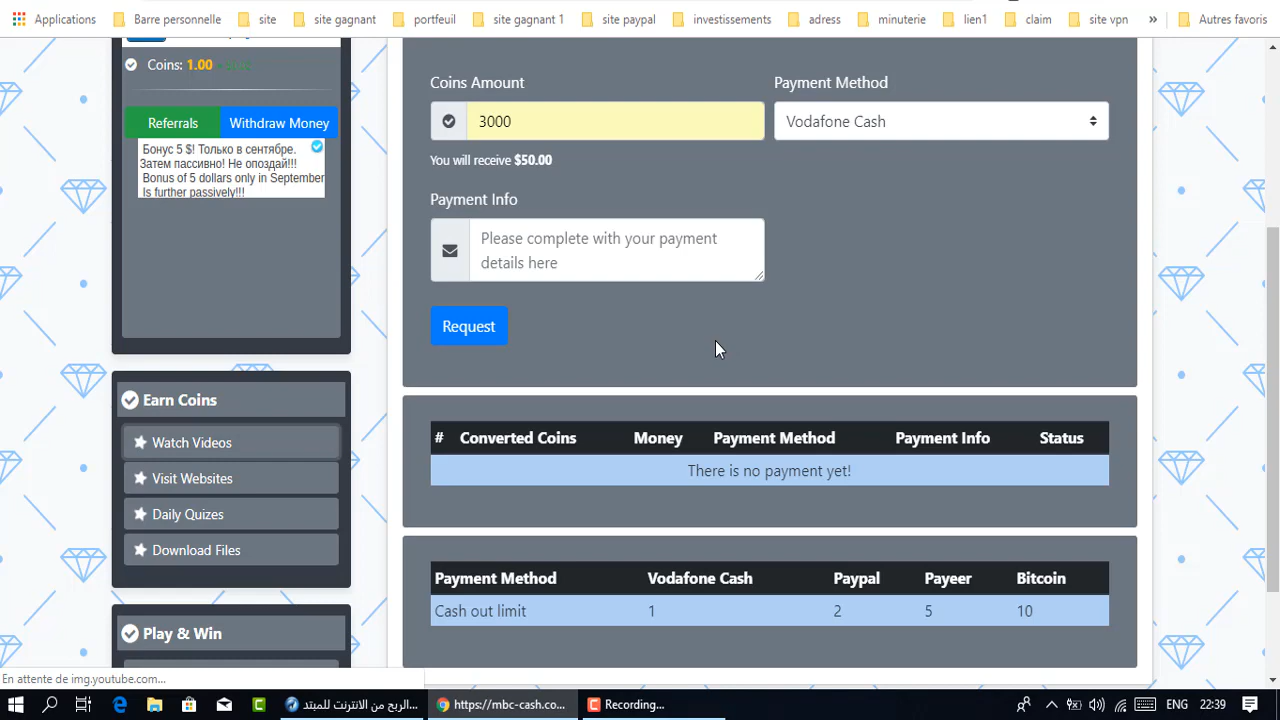 Applications
Barre personnelle
site
site gagnant
portfeuil
site gagnant 1
site paypal
investissements
adress
minuterie
lien1
claim
site vpn
»
Autres favoris
Coins: 1.00
Referrals
Withdraw Money
Бонус 5 $! Только в сентябре.
Затем пассивно! Не опоздай!!!
Bonus of 5 dollars only in September
Is further passively!!!
Earn Coins
Watch Videos
Visit Websites
Daily Quizes
Download Files
Play & Win
Coins Amount
Payment Method
3000
Vodafone Cash
You will receive $50.00
Payment Info
Please complete with your payment
details here
Request
# Converted Coins Money Payment Method Payment Info Status
There is no payment yet!
Payment Method Vodafone Cash Paypal Payeer Bitcoin
Cash out limit 1 2 5 10
En attente de img.youtube.com...
الربح من الانترنت للمبتد...
https://mbc-cash.co...
Recording...
ENG
22:39